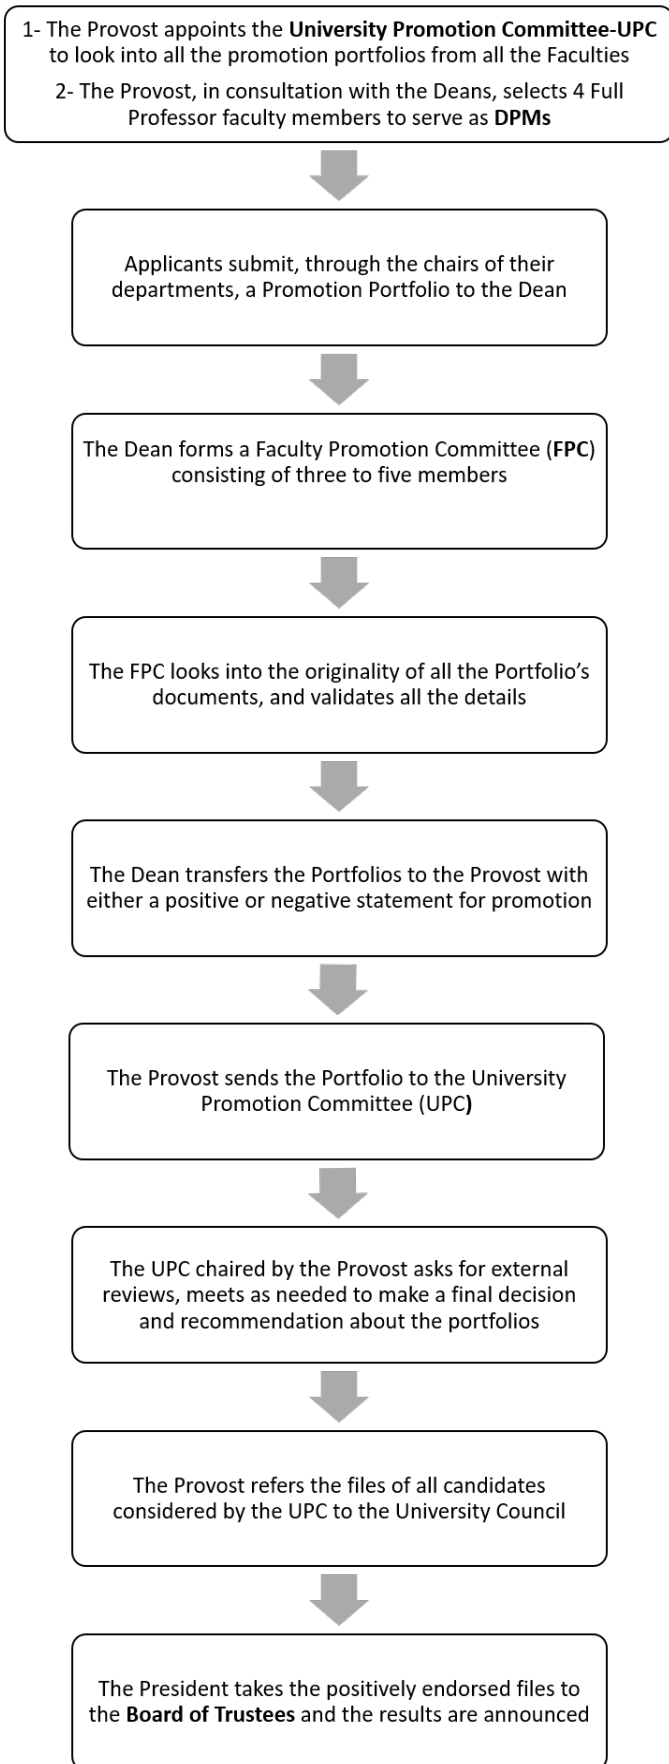 1- The Provost appoints the University Promotion Committee-UPC
to look into all the promotion portfolios from all the Faculties
2- The Provost, in consultation with the Deans, selects 4 Full
Professor faculty members to serve as DPMs
Applicants submit, through the chairs of their
departments, a Promotion Portfolio to the Dean
The Dean forms a Faculty Promotion Committee (FPC)
consisting of three to five members
The FPC looks into the originality of all the Portfolio’s
documents, and validates all the details
The Dean transfers the Portfolios to the Provost with
either a positive or negative statement for promotion
The Provost sends the Portfolio to the University
Promotion Committee (UPC)
The UPC chaired by the Provost asks for external
reviews, meets as needed to make a final decision
and recommendation about the portfolios
The Provost refers the files of all candidates
considered by the UPC to the University Council
The President takes the positively endorsed files to
the Board of Trustees and the results are announced